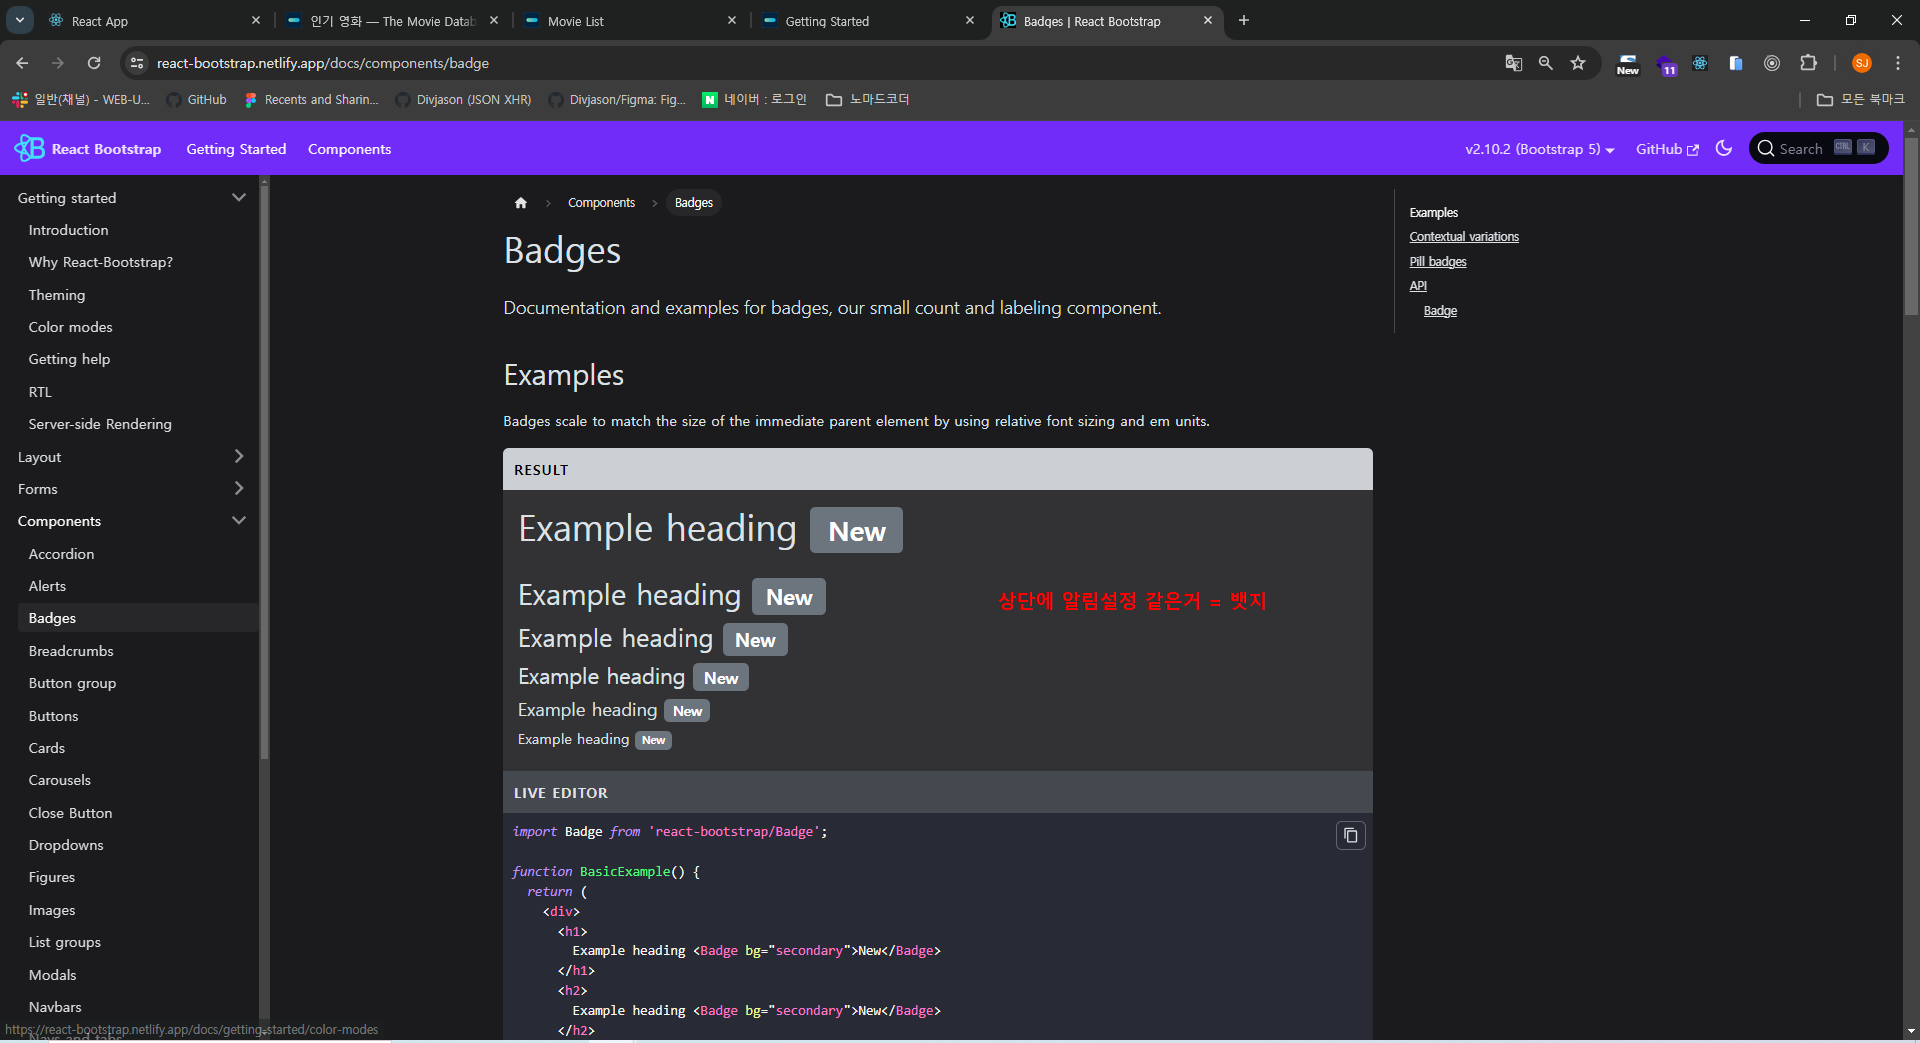 React App
인기 영화 — The Movie Datab
Movie List
Getting Started
Badges | React Bootstrap
react-bootstrap.netlify.app/docs/components/badge
New
11
SJ
일반(채널) - WEB-U...
GitHub
Recents and Sharin...
Divjason (JSON XHR)
Divjason/Figma: Fig...
N 네이버 : 로그인
노마드코더
모든 북마크
React Bootstrap
Getting Started
Components
v2.10.2 (Bootstrap 5)
GitHub
Search CTRL K
Getting started
Introduction
Why React-Bootstrap?
Theming
Color modes
Getting help
RTL
Server-side Rendering
Layout
Forms
Components
Accordion
Alerts
Badges
Breadcrumbs
Button group
Buttons
Cards
Carousels
Close Button
Dropdowns
Figures
Images
List groups
Modals
Navbars
Navs and tabs
https://react-bootstrap.netlify.app/docs/getting-started/color-modes
Components
Badges
Badges
Documentation and examples for badges, our small count and labeling component.
Examples
Badges scale to match the size of the immediate parent element by using relative font sizing and em units.
RESULT
Example heading New
Example heading New
상단에 알림설정 같은거 = 뱃지
Example heading New
Example heading New
Example heading New
Example heading New
LIVE EDITOR
import Badge from 'react-bootstrap/Badge';
function BasicExample() {
return (
<div>
<h1>
Example heading <Badge bg="secondary">New</Badge>
</h1>
<h2>
Example heading <Badge bg="secondary">New</Badge>
</h2>
Examples
Contextual variations
Pill badges
API
Badge